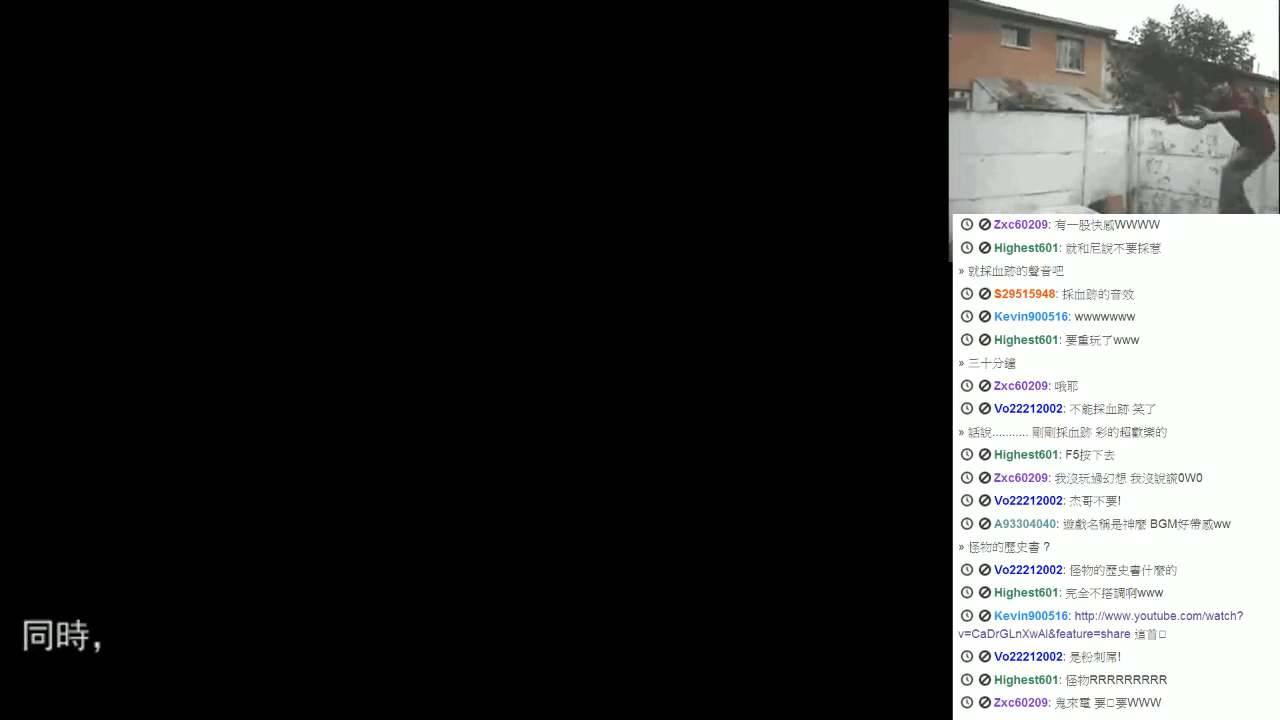 Zxc60209: 有一股快感WWWW
Highest601: 就和尼說不要採惹
» 就採血跡的聲音吧
S29515948: 採血跡的音效
Kevin900516: wwwwwww
Highest601: 要重玩了www
» 三十分鐘
Zxc60209: 哦耶
Vo22212002: 不能採血跡 笑了
» 話說........... 剛剛採血跡 彩的超歡樂的
Highest601: F5按下去
Zxc60209: 我沒玩過幻想 我沒說謊0W0
Vo22212002: 杰哥不要!
A93304040: 遊戲名稱是神麼 BGM好帶感ww
» 怪物的歷史書 ?
Vo22212002: 怪物的歷史書什麼的
Highest601: 完全不搭調啊www
Kevin900516: http://www.youtube.com/watch?
v=CaDrGLnXwAI&feature=share 這首□
同時,
Vo22212002: 是粉刺屌!
Highest601: 怪物RRRRRRRRR
Zxc60209: 鬼來電 要□要WWW